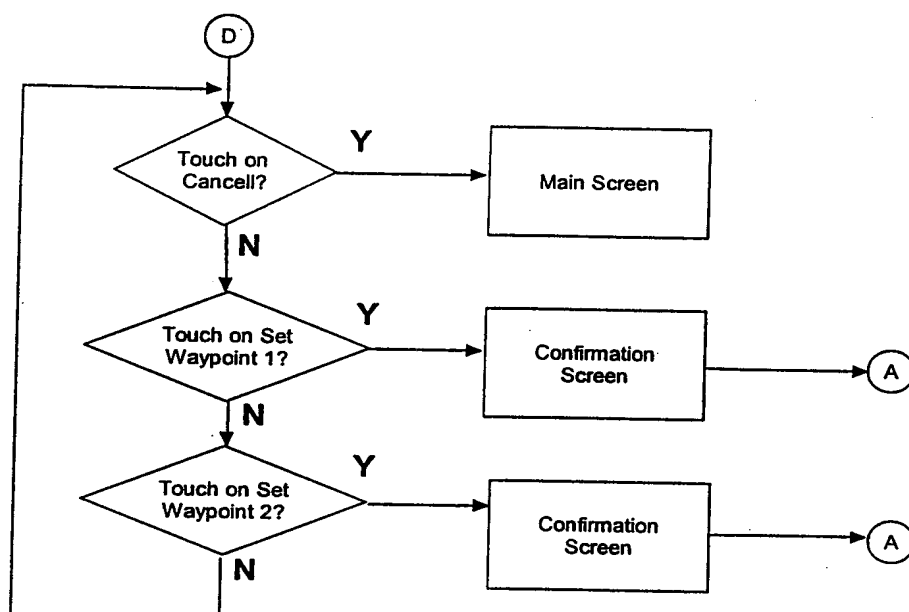 D
Y
Touch on
Cancell?
Main Screen
N
Y
Touch on Set
Waypoint 1?
Confirmation
Screen
A
N
Y
Touch on Set
Waypoint 2?
Confirmation
Screen
A
N